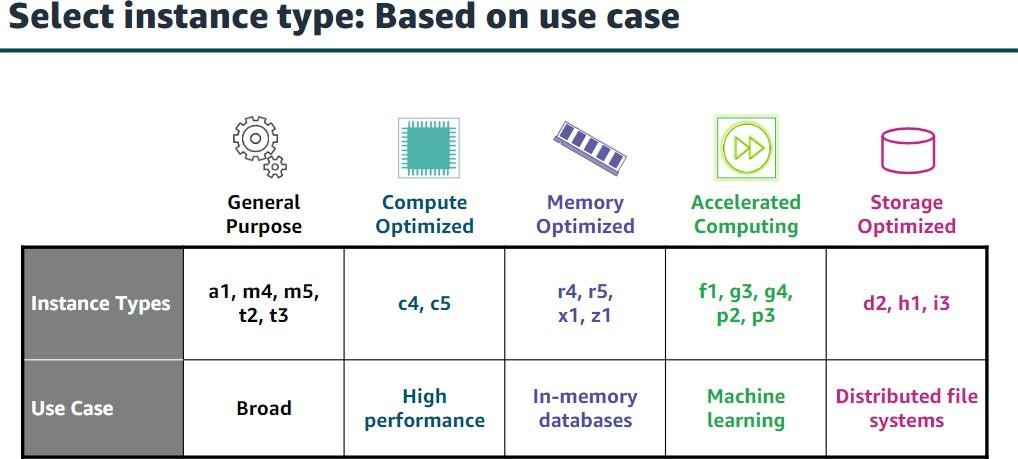 Select instance type: Based on use case
General
Purpose
Compute
Optimized
Memory
Optimized
Accelerated
Computing
Storage
Optimized
Instance Types
a1, m4, m5,
t2, t3
c4, c5
r4, r5,
x1, z1
f1, g3, g4,
p2, p3
d2, h1, i3
Use Case
Broad
High
performance
In-memory
databases
Machine
learning
Distributed file
systems